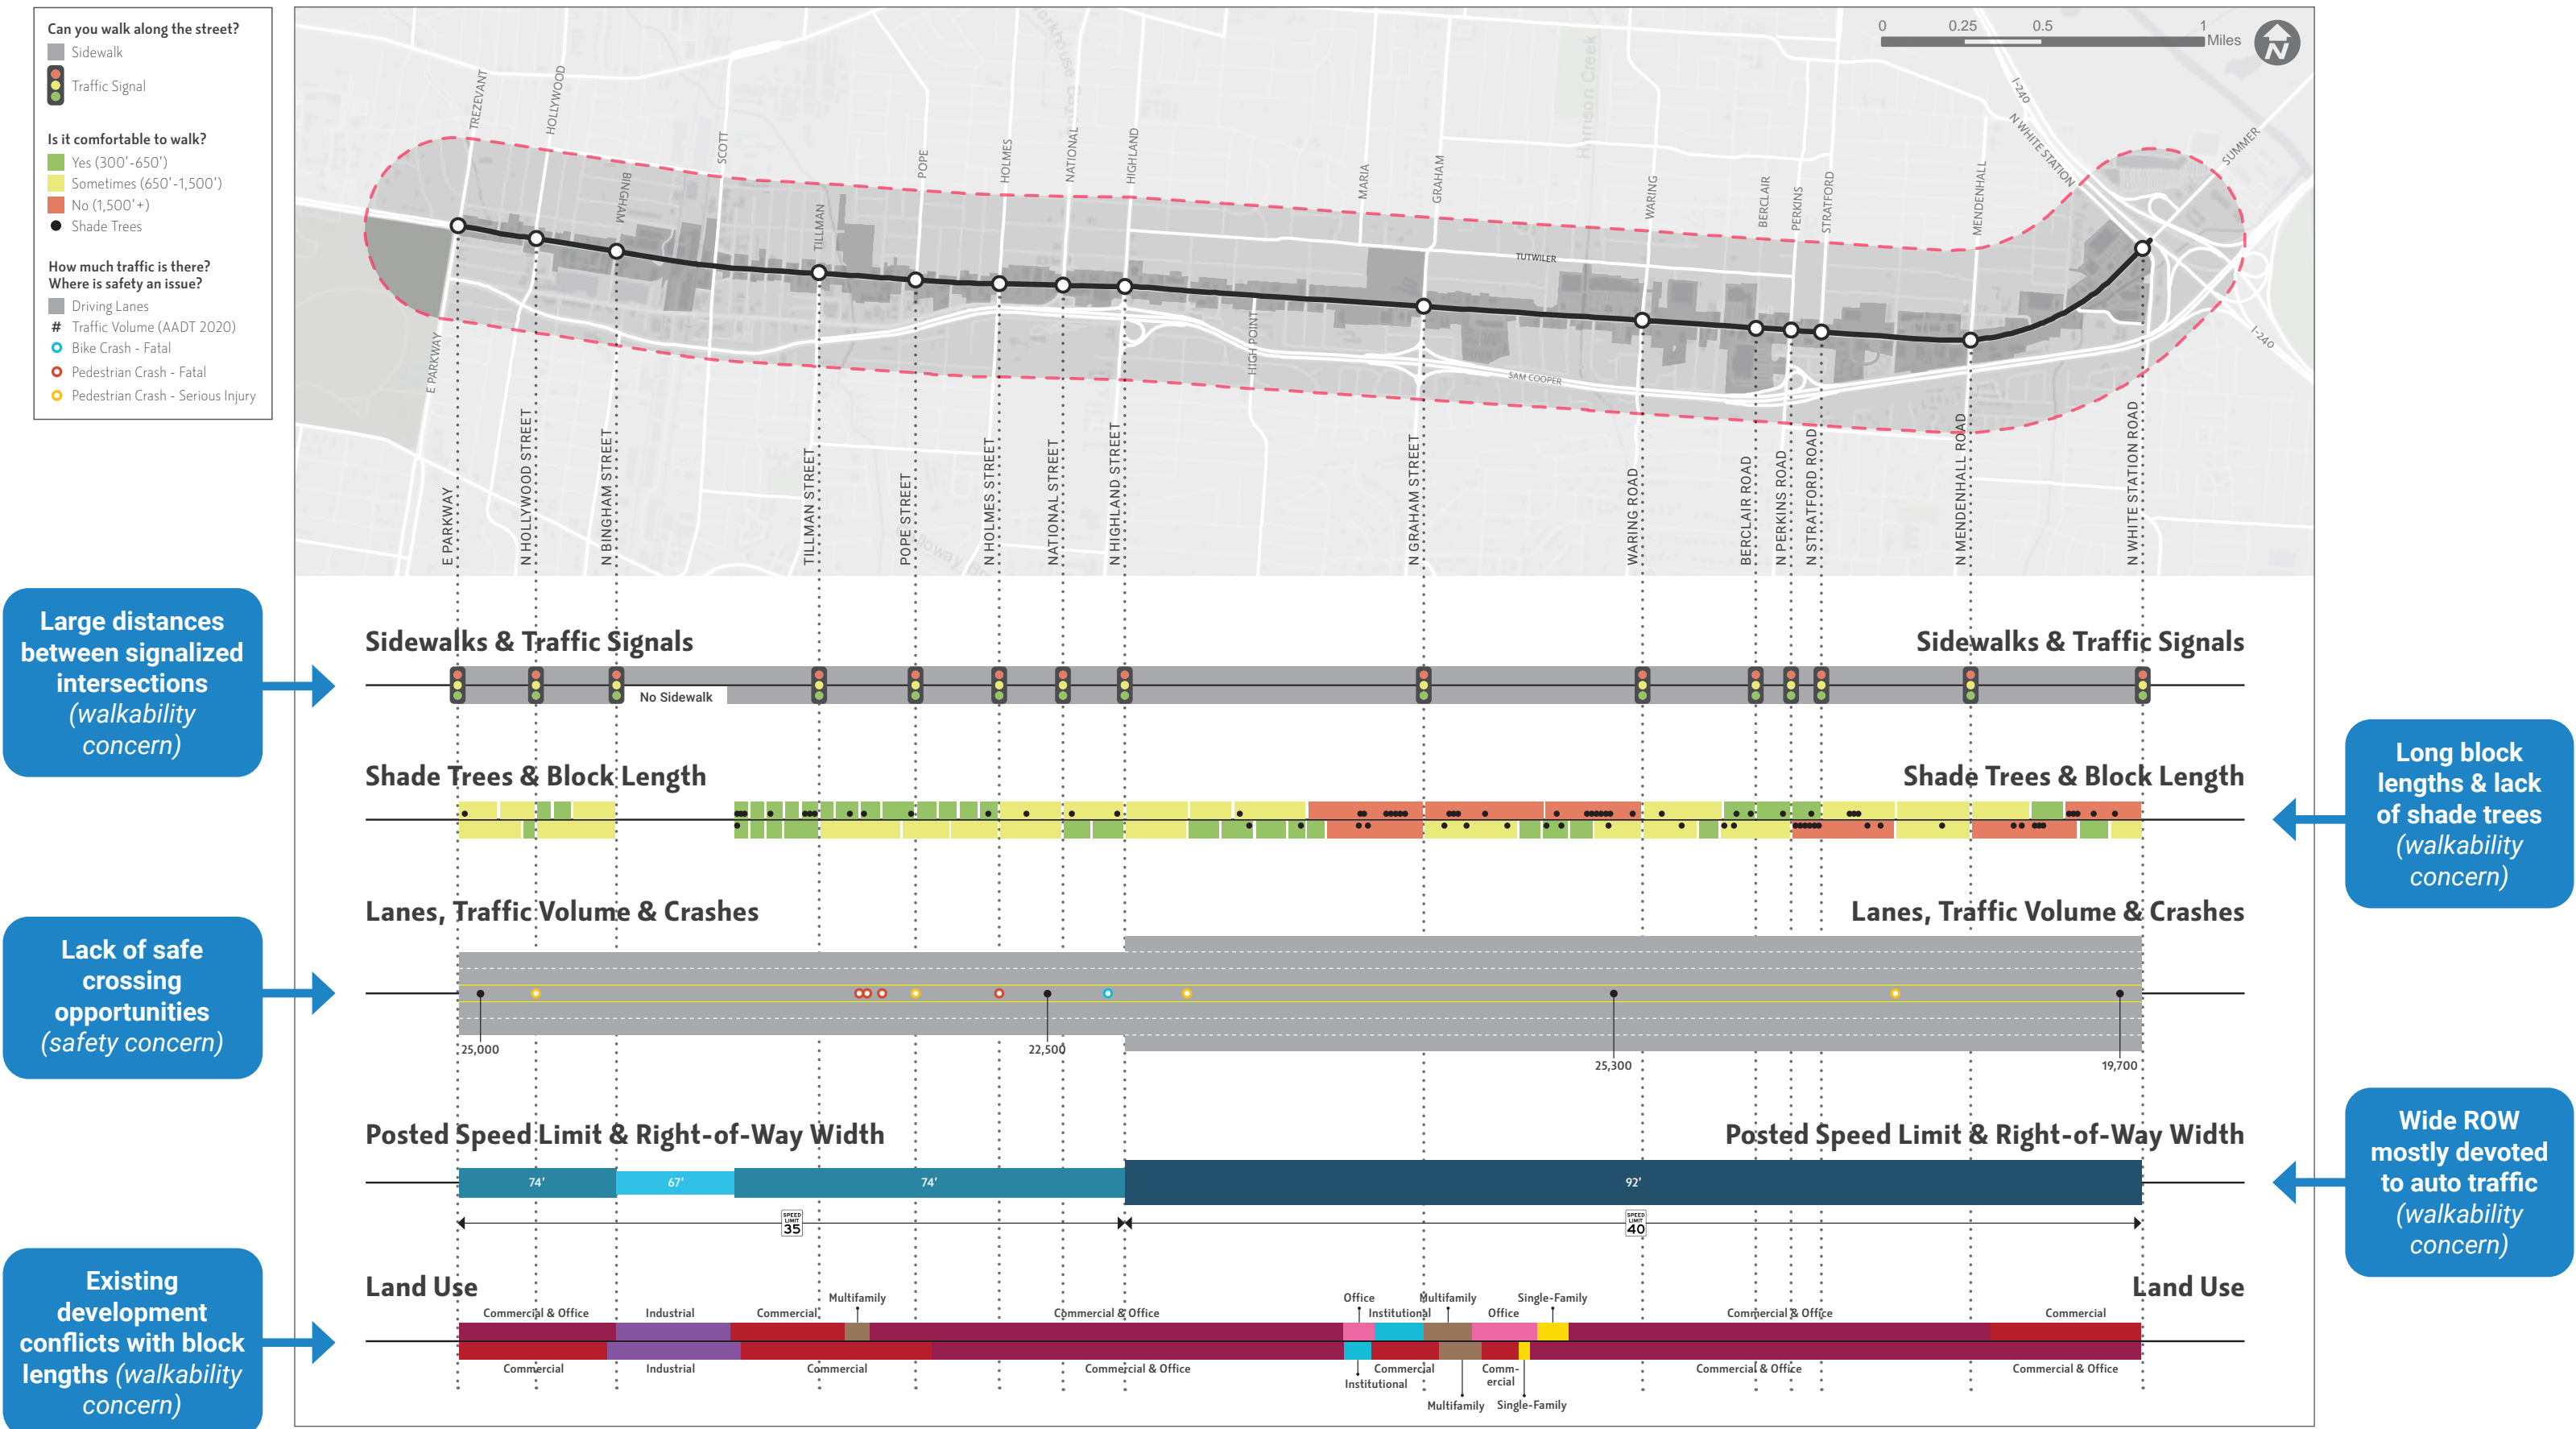 Can you walk along the street?
Sidewalk
Traffic Signal
Is it comfortable to walk?
Yes (300’-650’)
Sometimes (650’-1,500’)
No (1,500’+)
Shade Trees
How much traffic is there?
Where is safety an issue?
Driving Lanes
# Traffic Volume (AADT 2020)
Bike Crash - Fatal
Pedestrian Crash - Fatal
Pedestrian Crash - Serious Injury
0 0.25 0.5 1
Miles
N
TREZEVANT
HOLLYWOOD
BINGHAM
SCOTT
TILLMAN
POPE
HOLMES
NATIONAL
HIGHLAND
MARIA
GRAHAM
Harrison Creek
WARING
BERCLAIR
PERKINS
STRATFORD
MENDENHALL
I-240
N WHITE STATION
SUMMER
TUTWILER
HIGH POINT
SAM COOPER
I-240
E PARKWAY
E PARKWAY
N HOLLYWOOD STREET
N BINGHAM STREET
TILLMAN STREET
POPE STREET
N HOLMES STREET
NATIONAL STREET
N HIGHLAND STREET
N GRAHAM STREET
WARING ROAD
BERCLAIR ROAD
N PERKINS ROAD
N STRATFORD ROAD
N MENDENHALL ROAD
N WHITE STATION ROAD
Large distances
between signalized
intersections
(walkability
concern)
Sidewalks & Traffic Signals
Sidewalks & Traffic Signals
No Sidewalk
Shade Trees & Block Length
Shade Trees & Block Length
Long block
lengths & lack
of shade trees
(walkability
concern)
Lack of safe
crossing
opportunities
(safety concern)
Lanes, Traffic Volume & Crashes
Lanes, Traffic Volume & Crashes
25,000
22,500
25,300
19,700
Posted Speed Limit & Right-of-Way Width
Posted Speed Limit & Right-of-Way Width
74’
67’
74’
92’
SPEED
LIMIT
35
SPEED
LIMIT
40
Wide ROW
mostly devoted
to auto traffic
(walkability
concern)
Existing
development
conflicts with block
lengths (walkability
concern)
Land Use
Land Use
Commercial & Office
Industrial
Commercial
Multifamily
Commercial & Office
Office
Institutional
Multifamily
Office
Single-Family
Commercial & Office
Commercial
Commercial
Industrial
Commercial
Commercial & Office
Institutional
Commercial
Multifamily
Comm-
ercial
Single-Family
Commercial & Office
Commercial & Office